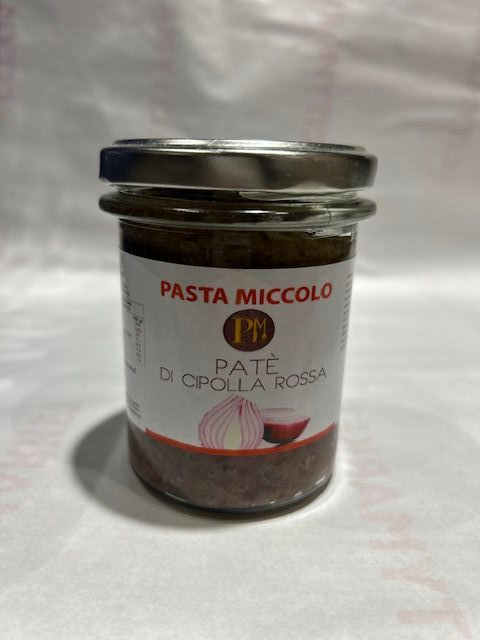 PASTA MICCOLO
PM
PATÈ
DI CIPOLLA ROSSA